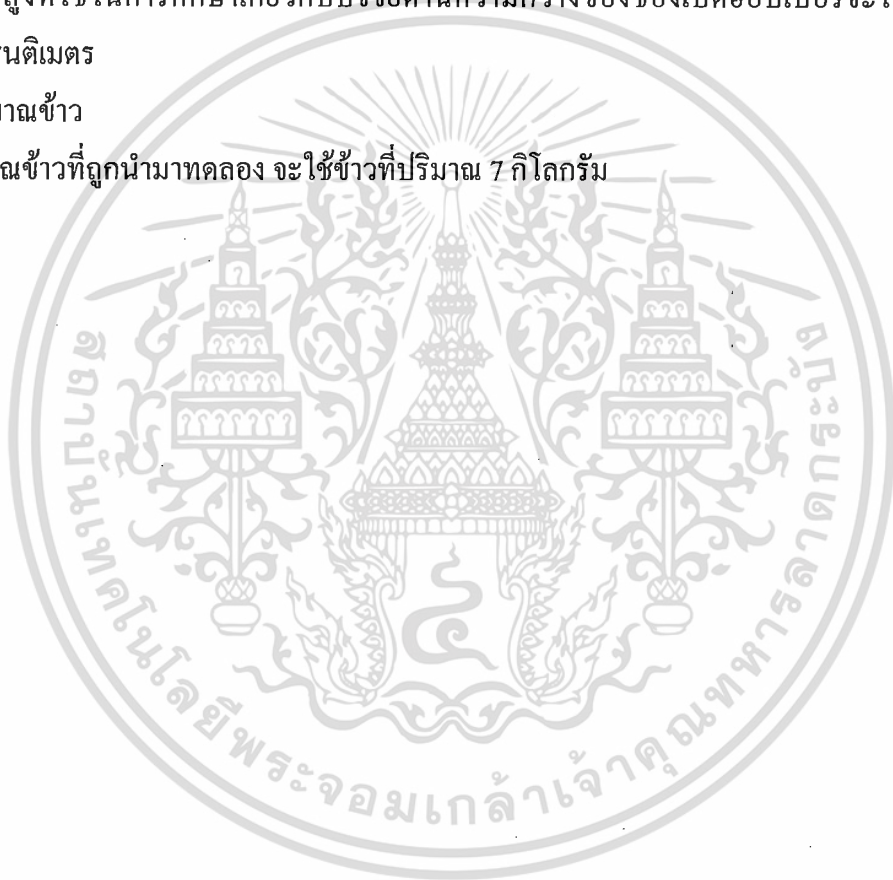 นติเมตร
าณข้าว
ณข้าวที่ถูกนำมาทดลอง จะใช้ข้าวที่ปริมาณ 7 กิโลกรัม
๔
สถาบันเทคโนโลยีพระจอมเกล้าเจ้าคุณทหารลาดกระบัง